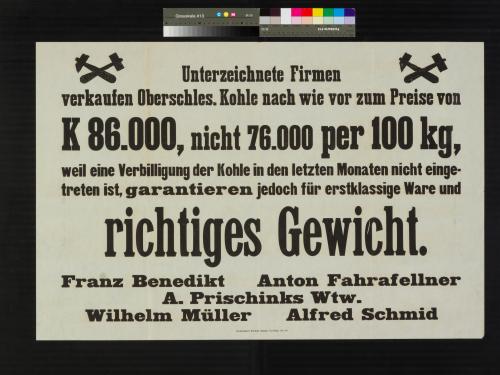 Unterzeichnete Firmen
verkaufen Oberschles. Kohle nach wie vor zum Preise von
K 86.000, nicht 76.000 per 100 kg,
weil eine Verbilligung der Kohle in den letzten Monaten nicht einge-
treten ist, garantieren jedoch für erstklassige Ware und
richtiges Gewicht.
Franz Benedikt Anton Fahrafellner
A. Prischinks Wtw.
Wilhelm Müller Alfred Schmid